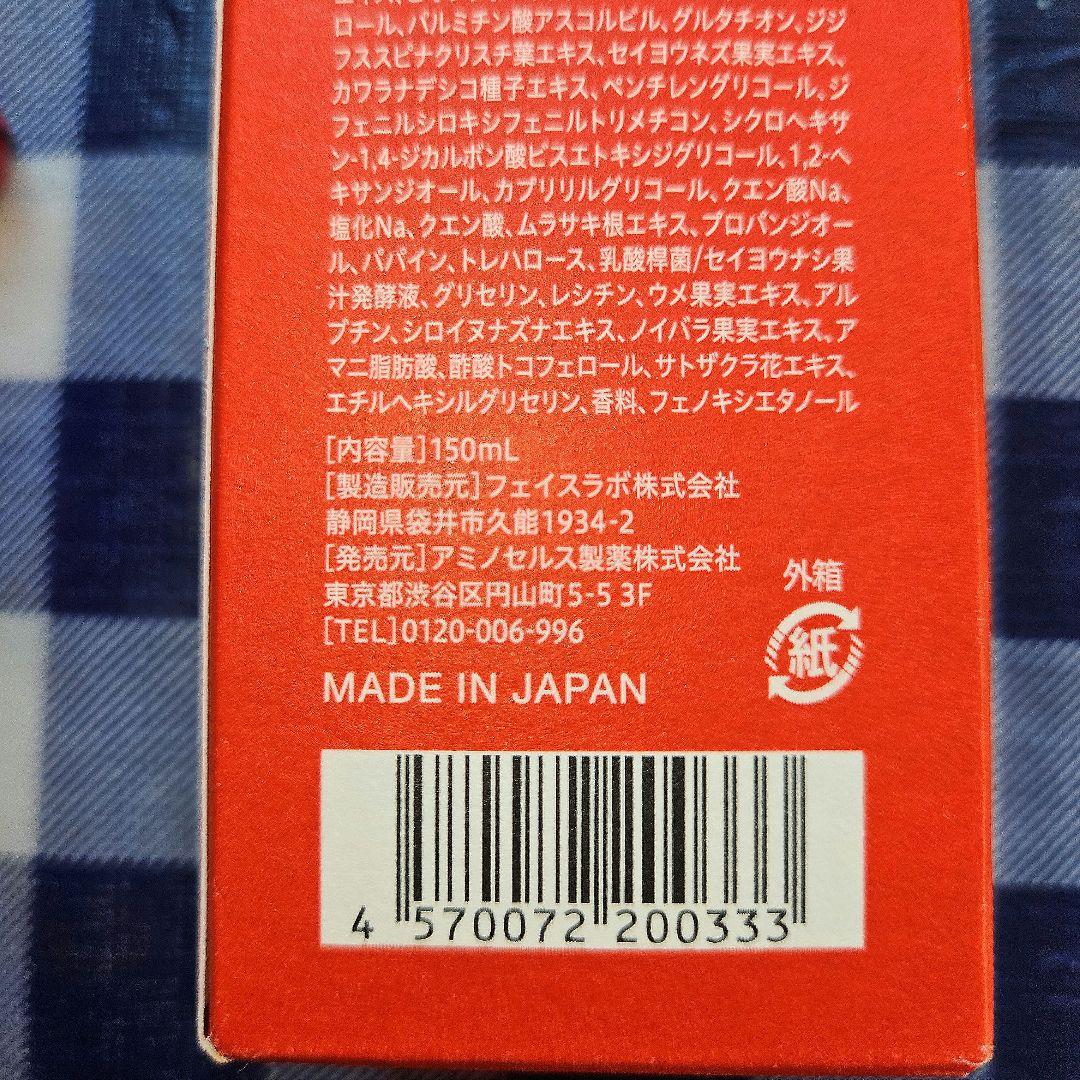 ロール、パルミチン酸アスコルビル、グルタチオン、ジジ
フススピナクリスチ葉エキス、セイヨウネズ果実エキス、
カワラナデシコ種子エキス、ペンチレングリコール、ジ
フェニルシロキシフェニルトリメチコン、シクロヘキサ
ン-1,4-ジカルボン酸ビスエトキシジグリコール、1,2-ヘ
キサンジオール、カプリリルグリコール、クエン酸Na、
塩化Na、クエン酸、ムラサキ根エキス、プロパンジオー
ル、パパイン、トレハロース、乳酸桿菌/セイヨウナシ果
汁発酵液、グリセリン、レシチン、ウメ果実エキス、アル
ブチン、シロイヌナズナエキス、ノイバラ果実エキス、ア
マニ脂肪酸、酢酸トコフェロール、サトザクラ花エキス、
エチルヘキシルグリセリン、香料、フェノキシエタノール
[内容量]150mL
[製造販売元]フェイスラボ株式会社
静岡県袋井市久能1934-2
[発売元]アミノセルス製薬株式会社
東京都渋谷区円山町5-5 3F
[TEL]0120-006-996
外箱
紙
MADE IN JAPAN
4 570072 200333